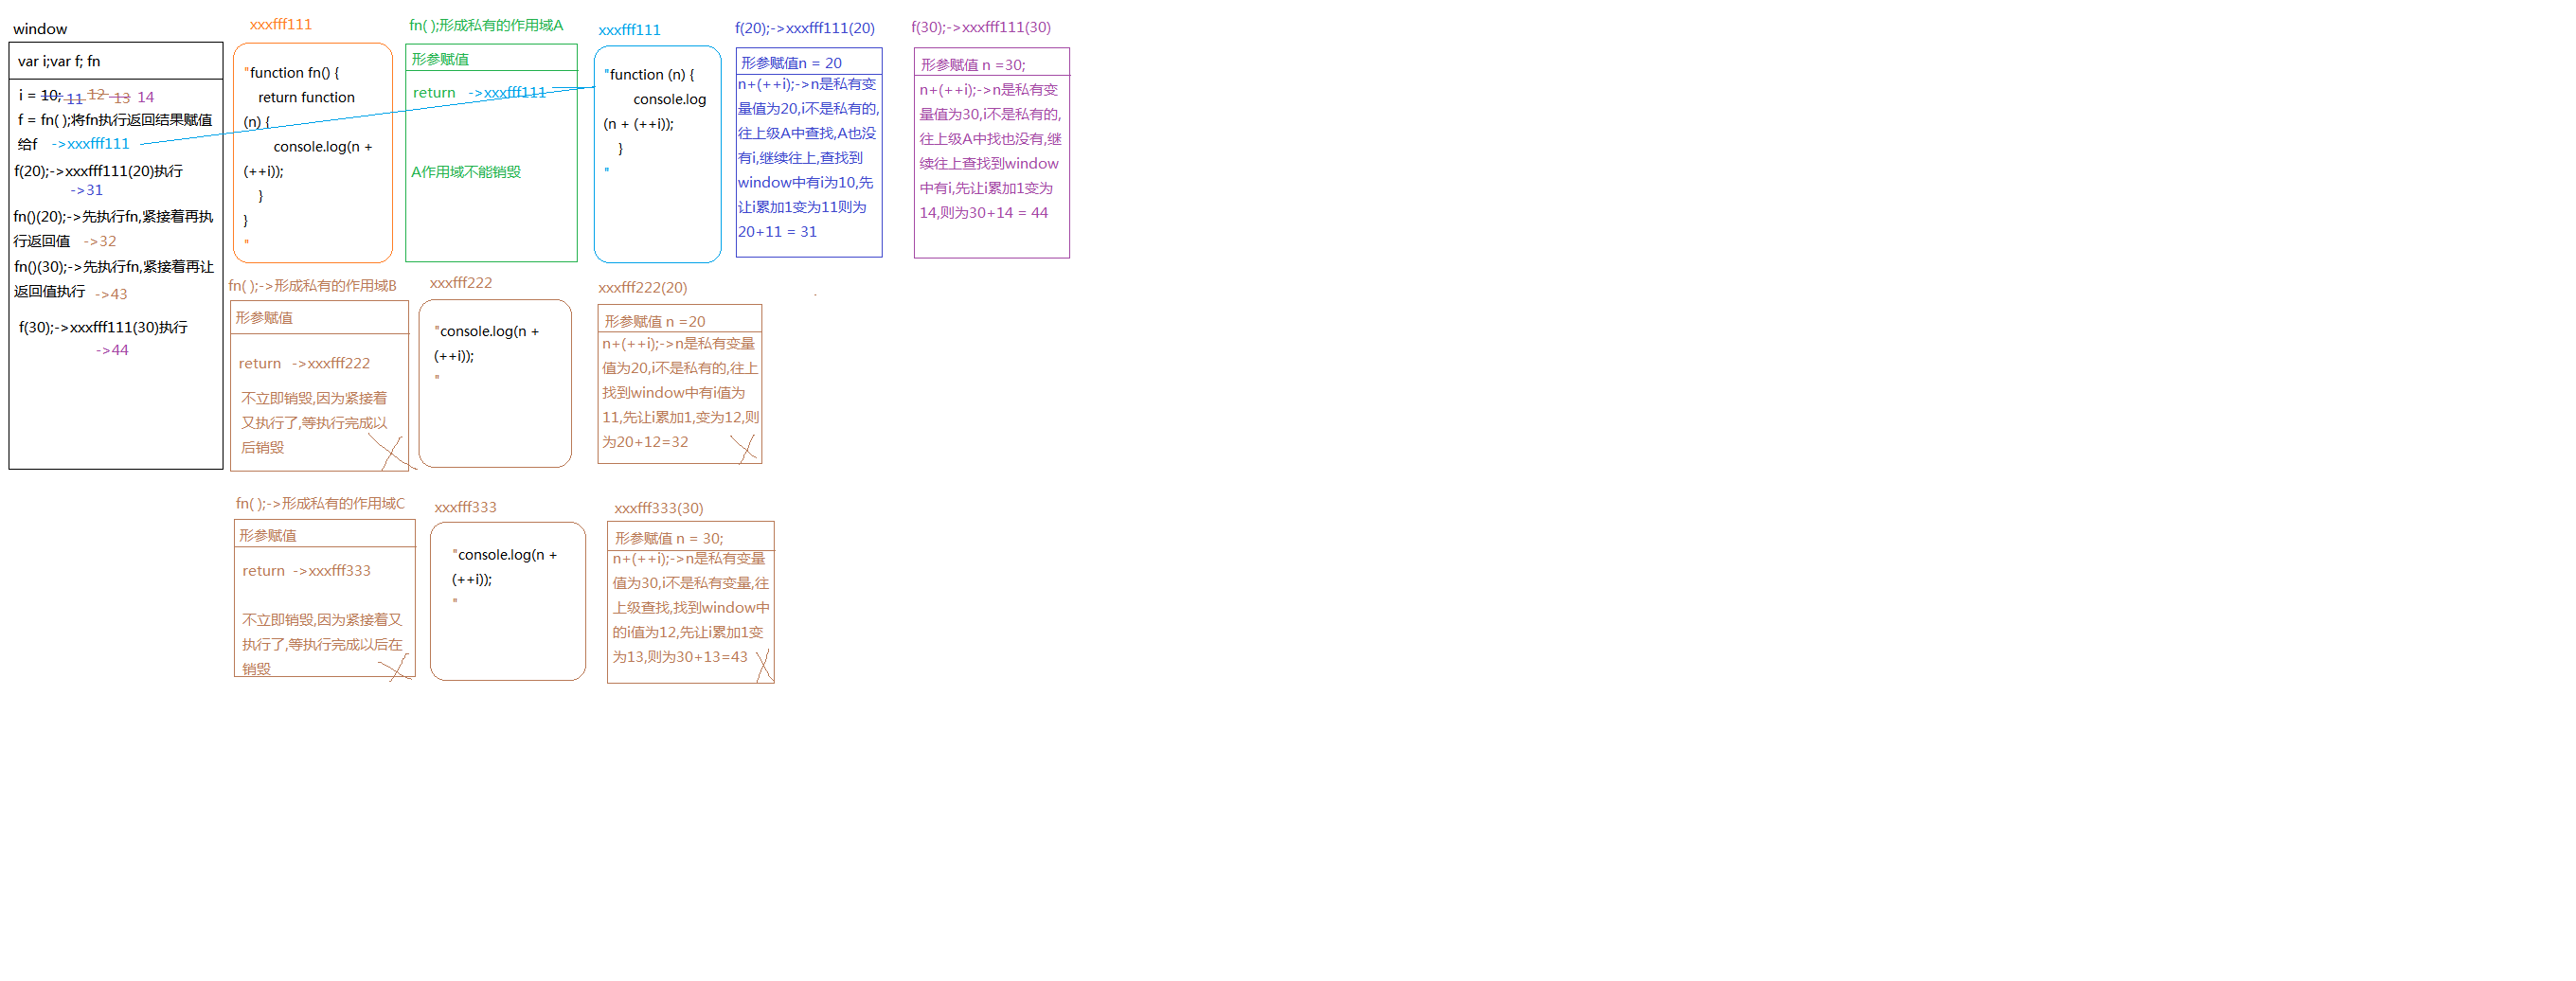 window
var i;var f; fn
i = 10; 11 12 13 14
f = fn( );将fn执行返回结果赋值
给f ->xxxfff111
f(20);->xxxfff111(20)执行
->31
fn()(20);->先执行fn,紧接着再执
行返回值 ->32
fn()(30);->先执行fn,紧接着再让
返回值执行 ->43
f(30);->xxxfff111(30)执行
->44
xxxfff111
"function fn() {
return function
(n) {
console.log(n +
(++i));
}
}
"
fn( );形成私有的作用域A
形参赋值
return ->xxxfff111
A作用域不能销毁
xxxfff111
"function (n) {
console.log
(n + (++i));
}
"
f(20);->xxxfff111(20)
形参赋值n = 20
n+(++i);->n是私有变
量值为20,i不是私有的,
往上级A中查找,A也没
有i,继续往上,查找到
window中有i为10,先
让i累加1变为11则为
20+11 = 31
f(30);->xxxfff111(30)
形参赋值 n =30;
n+(++i);->n是私有变
量值为30,i不是私有的,
往上级A中找也没有,继
续往上查找到window
中有i,先让i累加1变为
14,则为30+14 = 44
fn( );->形成私有的作用域B
形参赋值
return ->xxxfff222
不立即销毁,因为紧接着
又执行了,等执行完成以
后销毁
xxxfff222
"console.log(n +
(++i));
"
xxxfff222(20)
形参赋值 n =20
n+(++i);->n是私有变量
值为20,i不是私有的,往上
找到window中有i值为
11,先让i累加1,变为12,则
为20+12=32
fn( );->形成私有的作用域C
形参赋值
return ->xxxfff333
不立即销毁,因为紧接着又
执行了,等执行完成以后在
销毁
xxxfff333
"console.log(n +
(++i));
"
xxxfff333(30)
形参赋值 n = 30;
n+(++i);->n是私有变量
值为30,i不是私有变量,往
上级查找,找到window中
的i值为12,先让i累加1变
为13,则为30+13=43